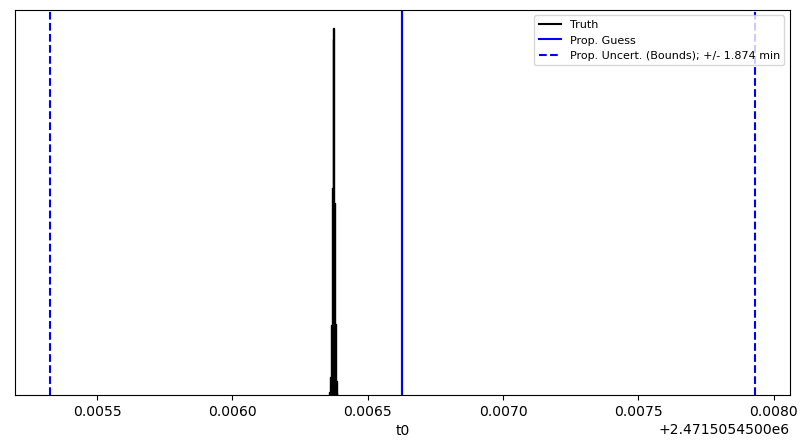 Truth
Prop. Guess
Prop. Uncert. (Bounds); +/- 1.874 min
0.0055 0.0060 0.0065 0.0070 0.0075 0.0080
t0
+2.4715054500e6